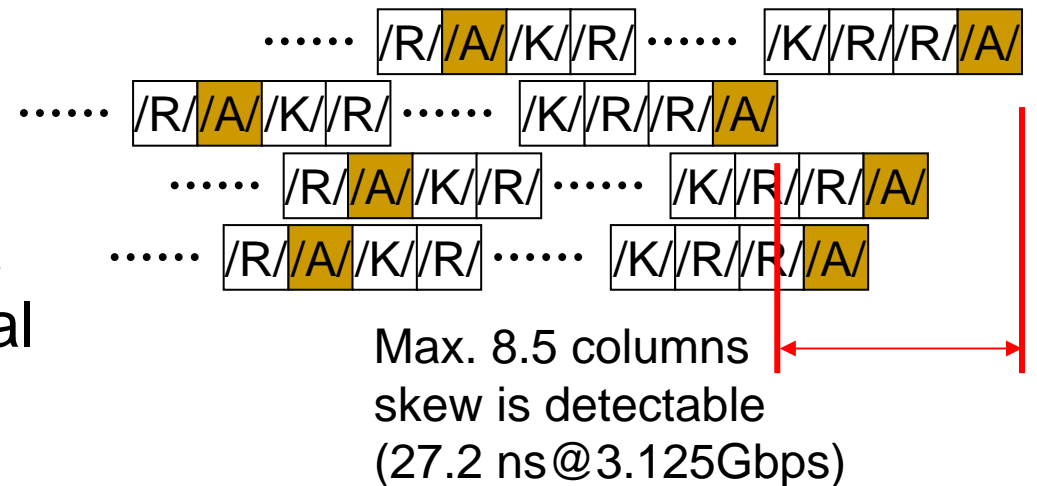 …… /R//A//K//R/ …… /K//R//R//A/
…… /R//A//K//R/ …… /K//R//R//A/
…… /R//A//K//R/ …… /K//R//R//A/
…… /R//A//K//R/ …… /K//R//R//A/
al
Max. 8.5 columns
skew is detectable
(27.2 ns@3.125Gbps)